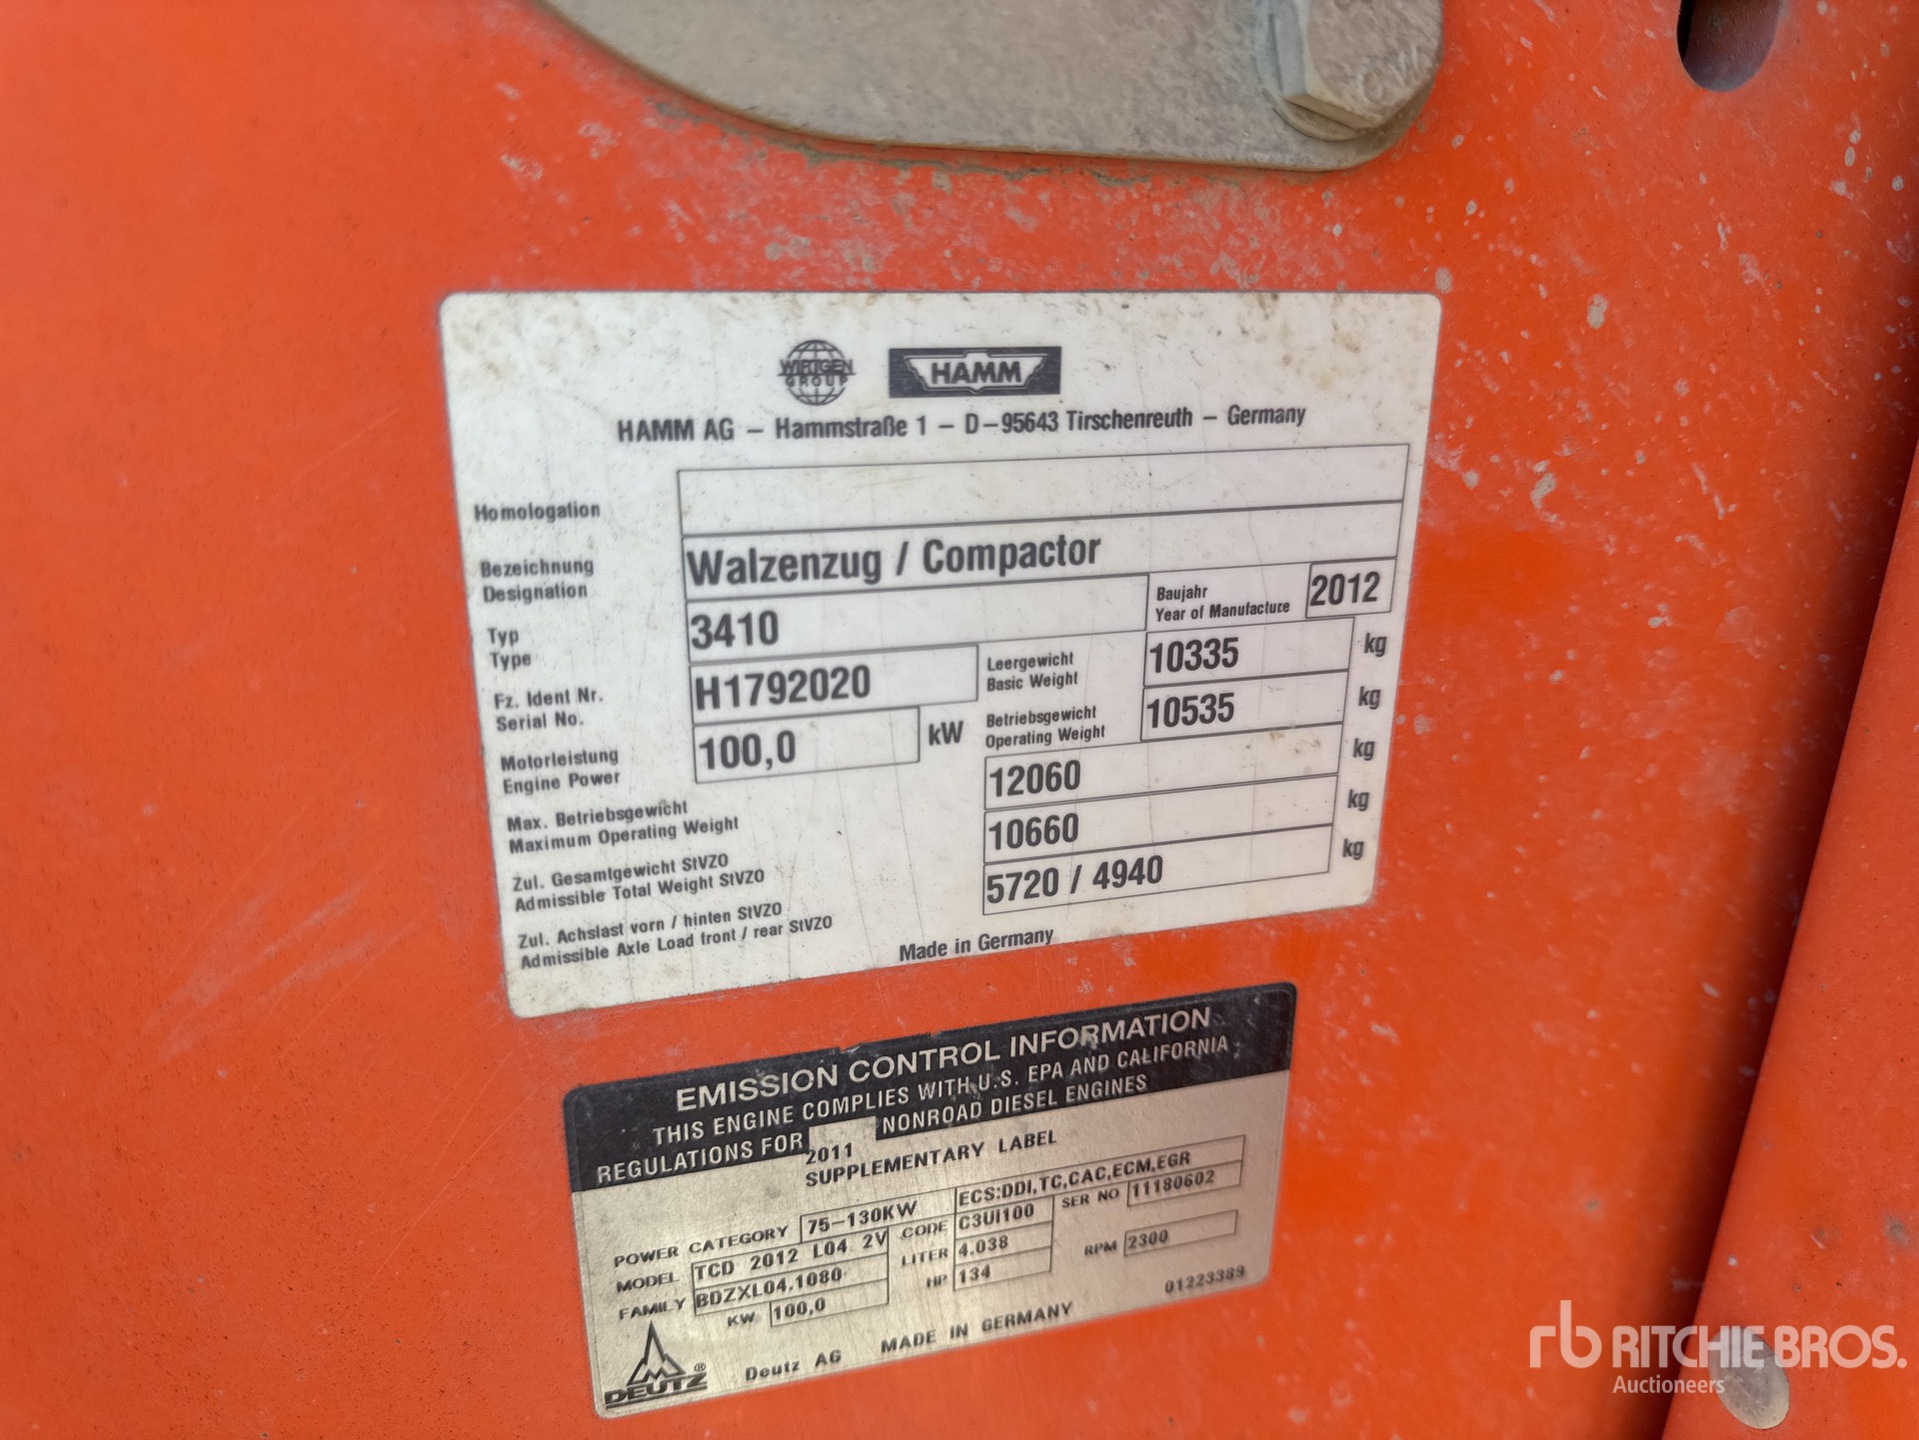 WIRTGEN GROUP HAMM
HAMM AG – Hammstraße 1 – D–95643 Tirschenreuth – Germany
Homologation
Bezeichnung
Designation
Walzenzug / Compactor
Typ
Type
3410
Baujahr
Year of Manufacture
2012
Fz. Ident Nr.
Serial No.
H1792020
Leergewicht
Basic Weight
10335 kg
Motorleistung
Engine Power
100,0 kW
Betriebsgewicht
Operating Weight
10535 kg
Max. Betriebsgewicht
Maximum Operating Weight
12060 kg
Zul. Gesamtgewicht StVZO
Admissible Total Weight StVZO
10660 kg
Zul. Achslast vorn / hinten StVZO
Admissible Axle Load front / rear StVZO
5720 / 4940 kg
Made in Germany
EMISSION CONTROL INFORMATION
THIS ENGINE COMPLIES WITH U.S. EPA AND CALIFORNIA
REGULATIONS FOR 2011 NONROAD DIESEL ENGINES
SUPPLEMENTARY LABEL
POWER CATEGORY 75-130KW ECS:DDI,TC,CAC,ECM,EGR
MODEL TCD 2012 L04 2V CODE C3UI100 SER NO 11180602
FAMILY BDZXL04.1080 LITER 4.038 RPM 2300
KW 100,0 HP 134
01223389
DEUTZ® Deutz AG MADE IN GERMANY
rb RITCHIE BROS.
Auctioneers